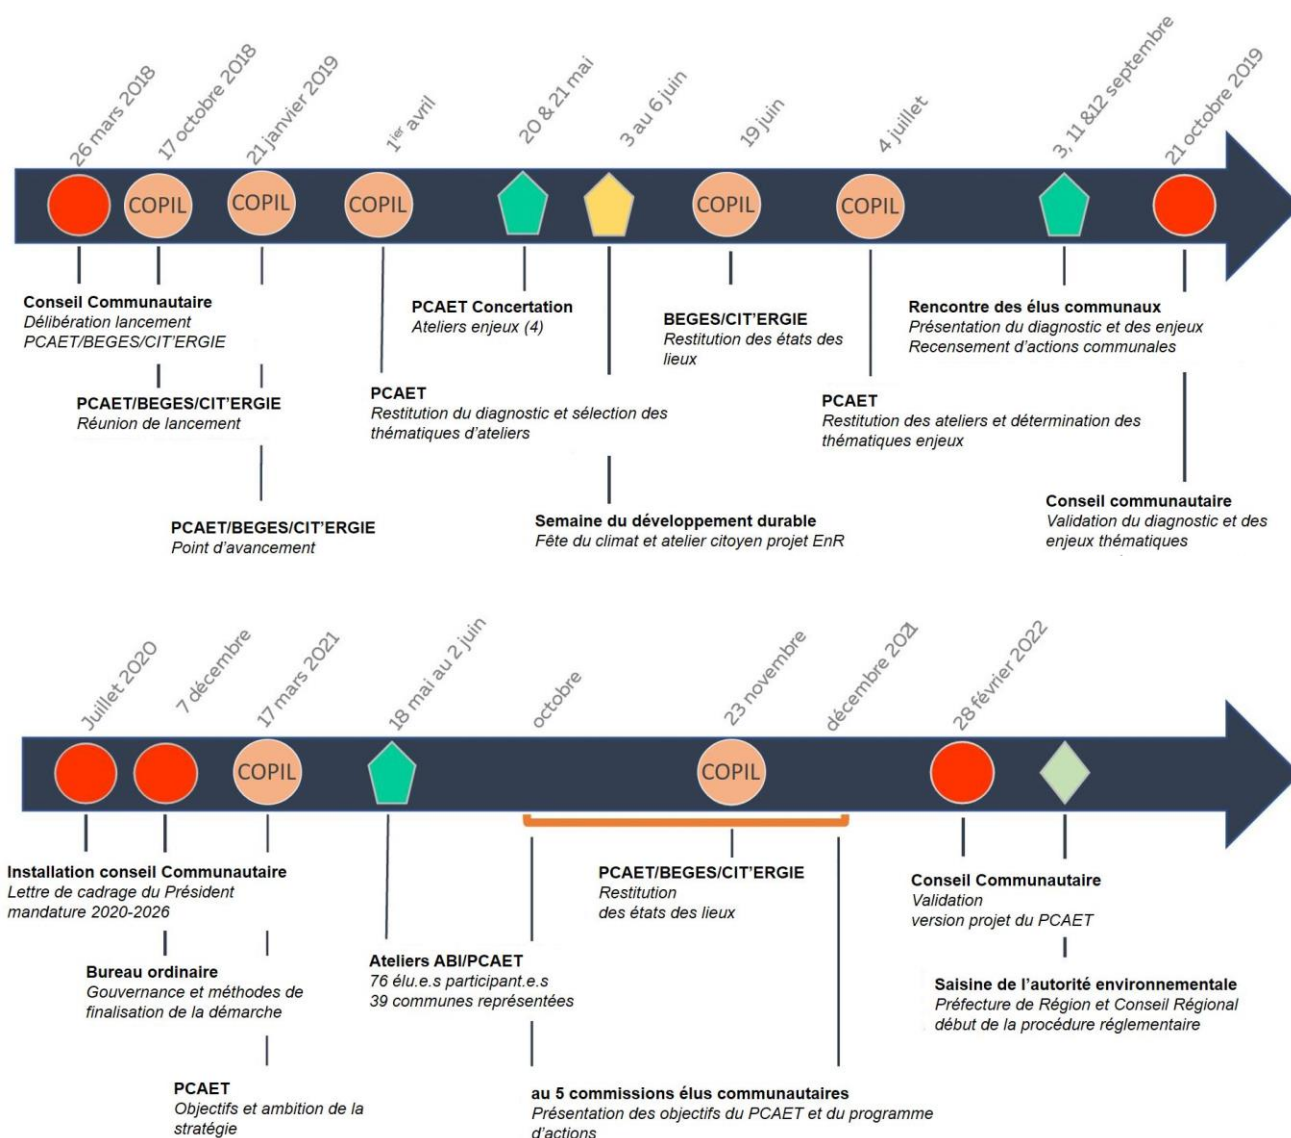 26 mars 2018
17 octobre 2018
21 janvier 2019
1ier avril
20 & 21 mai
3 au 6 juin
19 juin
4 juillet
3, 11 &12 septembre
21 octobre 2019
COPIL
COPIL
COPIL
COPIL
COPIL
Conseil Communautaire
Délibération lancement
PCAET/BEGES/CIT'ERGIE
PCAET/BEGES/CIT'ERGIE
Réunion de lancement
PCAET/BEGES/CIT'ERGIE
Point d'avancement
PCAET
Restitution du diagnostic et sélection des
thématiques d'ateliers
PCAET Concertation
Ateliers enjeux (4)
Semaine du développement durable
Fête du climat et atelier citoyen projet EnR
BEGES/CIT'ERGIE
Restitution des états des
lieux
PCAET
Restitution des ateliers et détermination des
thématiques enjeux
Rencontre des élus communaux
Présentation du diagnostic et des enjeux
Recensement d'actions communales
Conseil communautaire
Validation du diagnostic et des
enjeux thématiques
Juillet 2020
7 décembre
17 mars 2021
18 mai au 2 juin
octobre
23 novembre
décembre 2021
28 février 2022
COPIL
COPIL
Installation conseil Communautaire
Lettre de cadrage du Président
mandature 2020-2026
Bureau ordinaire
Gouvernance et méthodes de
finalisation de la démarche
PCAET
Objectifs et ambition de la
stratégie
Ateliers ABI/PCAET
76 élu.e.s participant.e.s
39 communes représentées
au 5 commissions élus communautaires
Présentation des objectifs du PCAET et du programme
d'actions
PCAET/BEGES/CIT'ERGIE
Restitution
des états des lieux
Conseil Communautaire
Validation
version projet du PCAET
Saisine de l'autorité environnementale
Préfecture de Région et Conseil Régional
début de la procédure réglementaire